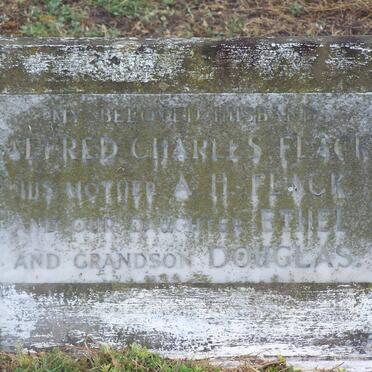 MY BELOVED HUSBAND
ALFRED CHARLES FLACK
HIS MOTHER A. H. FLACK
AND OUR DAUGHTER ETHEL
AND GRANDSON DOUGLAS.